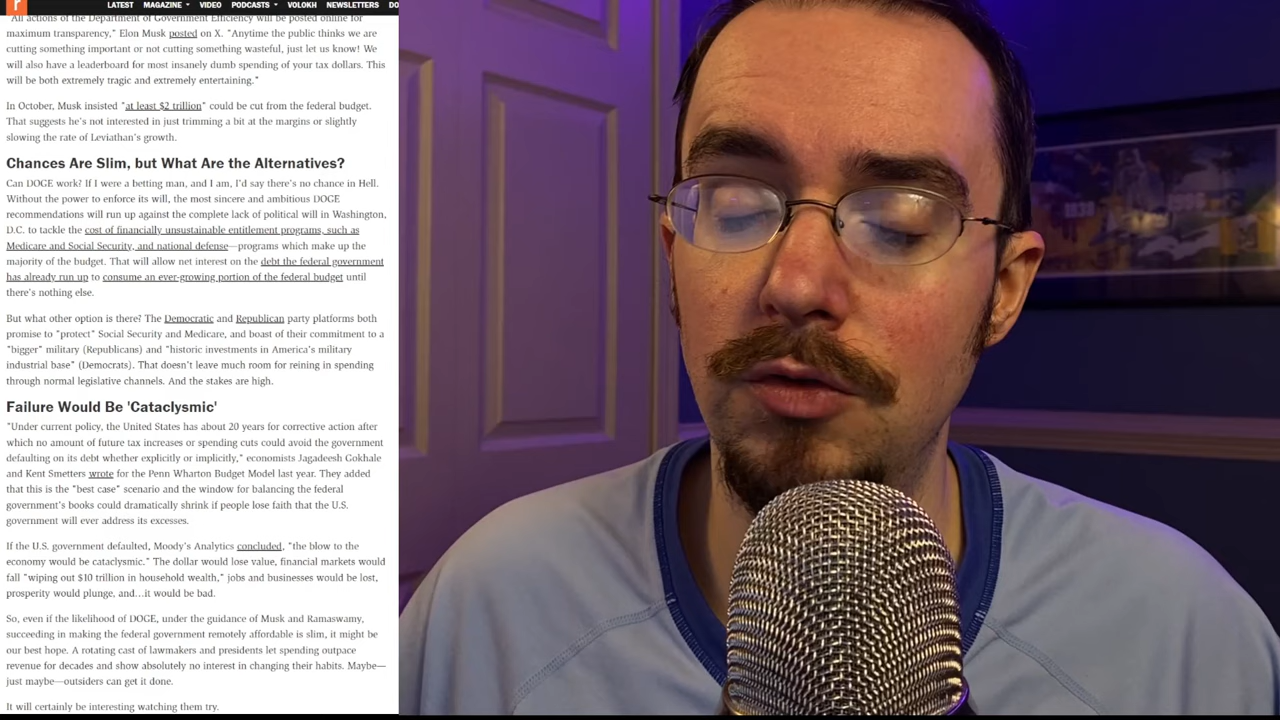 r
LATEST MAGAZINE VIDEO PODCASTS VOLOKH NEWSLETTERS DO
"All actions of the Department of Government Efficiency will be posted online for
maximum transparency," Elon Musk posted on X. "Anytime the public thinks we are
cutting something important or not cutting something wasteful, just let us know! We
will also have a leaderboard for most insanely dumb spending of your tax dollars. This
will be both extremely tragic and extremely entertaining."
In October, Musk insisted "at least $2 trillion" could be cut from the federal budget.
That suggests he's not interested in just trimming a bit at the margins or slightly
slowing the rate of Leviathan's growth.
Chances Are Slim, but What Are the Alternatives?
Can DOGE work? If I were a betting man, and I am, I'd say there's no chance in Hell.
Without the power to enforce its will, the most sincere and ambitious DOGE
recommendations will run up against the complete lack of political will in Washington,
D.C. to tackle the cost of financially unsustainable entitlement programs, such as
Medicare and Social Security, and national defense—programs which make up the
majority of the budget. That will allow net interest on the debt the federal government
has already run up to consume an ever-growing portion of the federal budget until
there's nothing else.
But what other option is there? The Democratic and Republican party platforms both
promise to "protect" Social Security and Medicare, and boast of their commitment to a
"bigger" military (Republicans) and "historic investments in America's military
industrial base" (Democrats). That doesn't leave much room for reining in spending
through normal legislative channels. And the stakes are high.
Failure Would Be 'Cataclysmic'
"Under current policy, the United States has about 20 years for corrective action after
which no amount of future tax increases or spending cuts could avoid the government
defaulting on its debt whether explicitly or implicitly," economists Jagadeesh Gokhale
and Kent Smetters wrote for the Penn Wharton Budget Model last year. They added
that this is the "best case" scenario and the window for balancing the federal
government's books could dramatically shrink if people lose faith that the U.S.
government will ever address its excesses.
If the U.S. government defaulted, Moody's Analytics concluded, "the blow to the
economy would be cataclysmic." The dollar would lose value, financial markets would
fall "wiping out $10 trillion in household wealth," jobs and businesses would be lost,
prosperity would plunge, and…it would be bad.
So, even if the likelihood of DOGE, under the guidance of Musk and Ramaswamy,
succeeding in making the federal government remotely affordable is slim, it might be
our best hope. A rotating cast of lawmakers and presidents let spending outpace
revenue for decades and show absolutely no interest in changing their habits. Maybe—
just maybe—outsiders can get it done.
It will certainly be interesting watching them try.